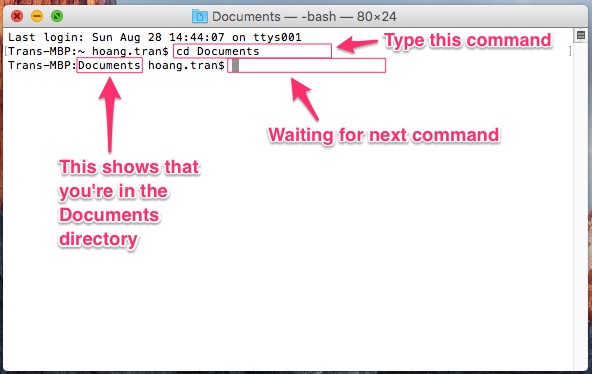 Documents — -bash — 80×24
Last login: Sun Aug 28 14:44:07 on ttys001
[Trans-MBP:~ hoang.tran$ cd Documents ]
Trans-MBP:Documents hoang.tran$
Type this command
Waiting for next command
This shows that
you're in the
Documents
directory